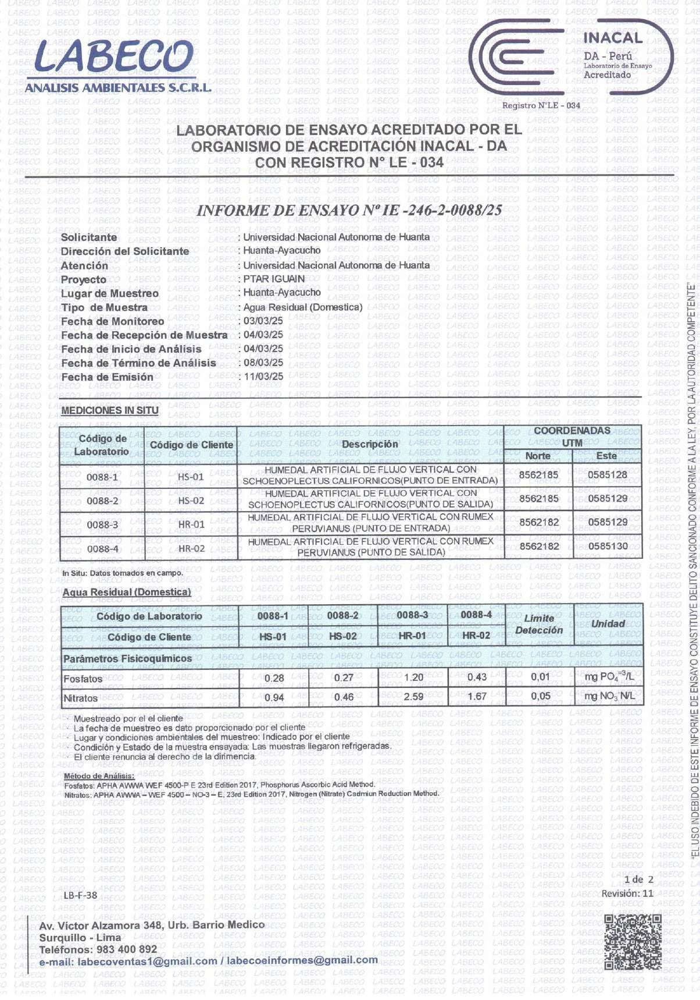 LABECO
ANALISIS AMBIENTALES S.C.R.L.
INACAL
DA - Perú
Laboratorio de Ensayo
Acreditado
Registro N°LE - 034
LABORATORIO DE ENSAYO ACREDITADO POR EL
ORGANISMO DE ACREDITACIÓN INACAL - DA
CON REGISTRO N° LE - 034
INFORME DE ENSAYO Nº IE -246-2-0088/25
Solicitante : Universidad Nacional Autonoma de Huanta
Dirección del Solicitante : Huanta-Ayacucho
Atención : Universidad Nacional Autonoma de Huanta
Proyecto : PTAR IGUAIN
Lugar de Muestreo : Huanta-Ayacucho
Tipo de Muestra : Agua Residual (Domestica)
Fecha de Monitoreo : 03/03/25
Fecha de Recepción de Muestra : 04/03/25
Fecha de Inicio de Análisis : 04/03/25
Fecha de Término de Análisis : 08/03/25
Fecha de Emisión : 11/03/25
MEDICIONES IN SITU
Código de Laboratorio Código de Cliente Descripción COORDENADAS UTM
Norte Este
0088-1 HS-01 HUMEDAL ARTIFICIAL DE FLUJO VERTICAL CON SCHOENOPLECTUS CALIFORNICOS(PUNTO DE ENTRADA) 8562185 0585128
0088-2 HS-02 HUMEDAL ARTIFICIAL DE FLUJO VERTICAL CON SCHOENOPLECTUS CALIFORNICOS(PUNTO DE SALIDA) 8562185 0585129
0088-3 HR-01 HUMEDAL ARTIFICIAL DE FLUJO VERTICAL CON RUMEX PERUVIANUS (PUNTO DE ENTRADA) 8562182 0585129
0088-4 HR-02 HUMEDAL ARTIFICIAL DE FLUJO VERTICAL CON RUMEX PERUVIANUS (PUNTO DE SALIDA) 8562182 0585130
In Situ: Datos tomados en campo.
Agua Residual (Domestica)
Código de Laboratorio 0088-1 0088-2 0088-3 0088-4 Limite Detección Unidad
Código de Cliente HS-01 HS-02 HR-01 HR-02
Parámetros Fisicoquímicos
Fosfatos 0.28 0.27 1.20 0.43 0,01 mg PO₄⁼³/L
Nitratos 0.94 0.46 2.59 1.67 0,05 mg NO₃⁻N/L
· Muestreado por el el cliente
· La fecha de muestreo es dato proporcionado por el cliente
· Lugar y condiciones ambientales del muestreo: Indicado por el cliente
· Condición y Estado de la muestra ensayada: Las muestras llegaron refrigeradas.
· El cliente renuncia al derecho de la dirimencia.
Método de Análisis:
Fosfatos: APHA AWWA WEF 4500-P E 23rd Edition 2017, Phosphorus Ascorbic Acid Method.
Nitratos: APHA AWWA – WEF 4500 – NO-3 – E, 23rd Edition 2017, Nitrogen (Nitrate) Cadmiun Reduction Method.
"EL USO INDEBIDO DE ESTE INFORME DE ENSAYO CONSTITUYE DELITO SANCIONADO CONFORME A LA LEY, POR LA AUTORIDAD COMPETENTE"
1 de 2
LB-F-38
Revisión: 11
Av. Victor Alzamora 348, Urb. Barrio Medico
Surquillo - Lima
Teléfonos: 983 400 892
e-mail: labecoventas1@gmail.com / labecoeinformes@gmail.com